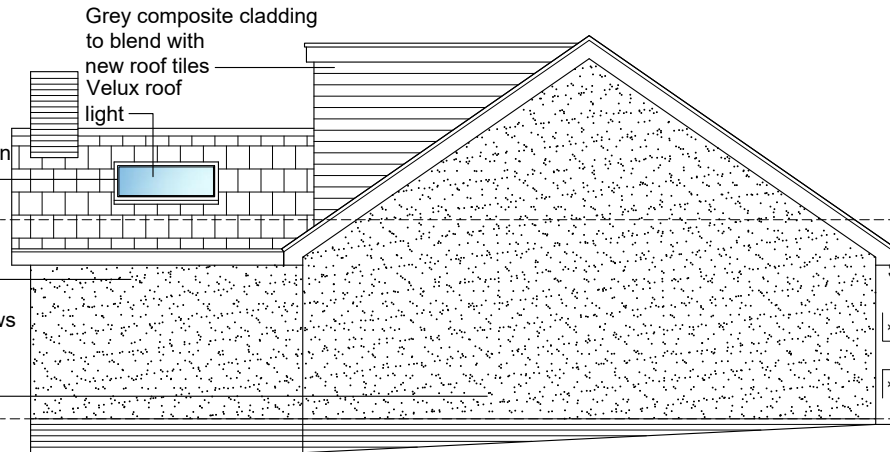 Grey composite cladding
to blend with
new roof tiles
Velux roof
light